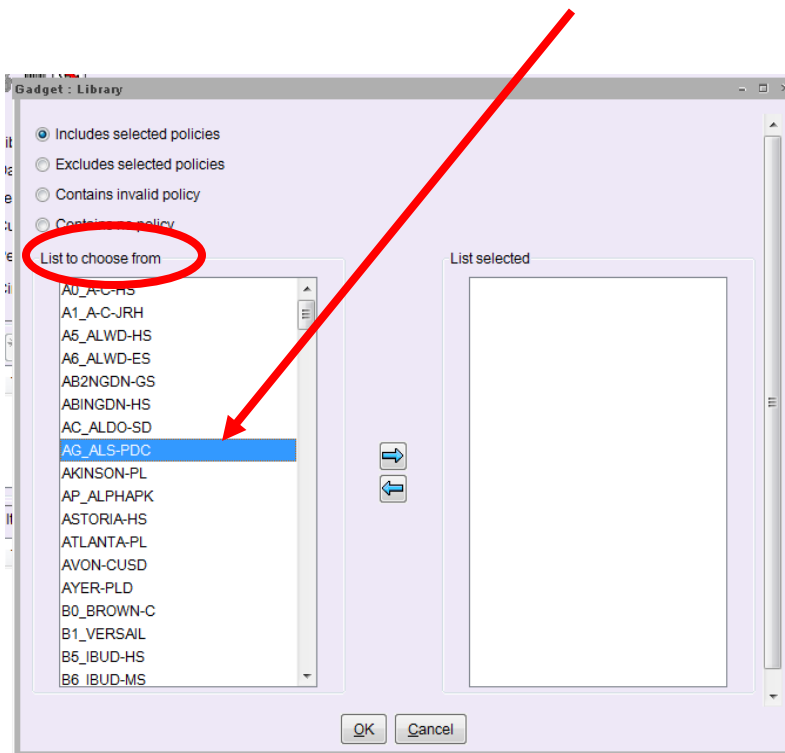 Gadget : Library
Includes selected policies
Excludes selected policies
Contains invalid policy
Contains no policy
List to choose from
List selected
A0_A-C-HS
A1_A-C-JRH
A5_ALWD-HS
A6_ALWD-ES
AB2NGDN-GS
ABINGDN-HS
AC_ALDO-SD
AG_ALS-PDC
AKINSON-PL
AP_ALPHAPK
ASTORIA-HS
ATLANTA-PL
AVON-CUSD
AYER-PLD
B0_BROWN-C
B1_VERSAIL
B5_IBUD-HS
B6_IBUD-MS
OK Cancel